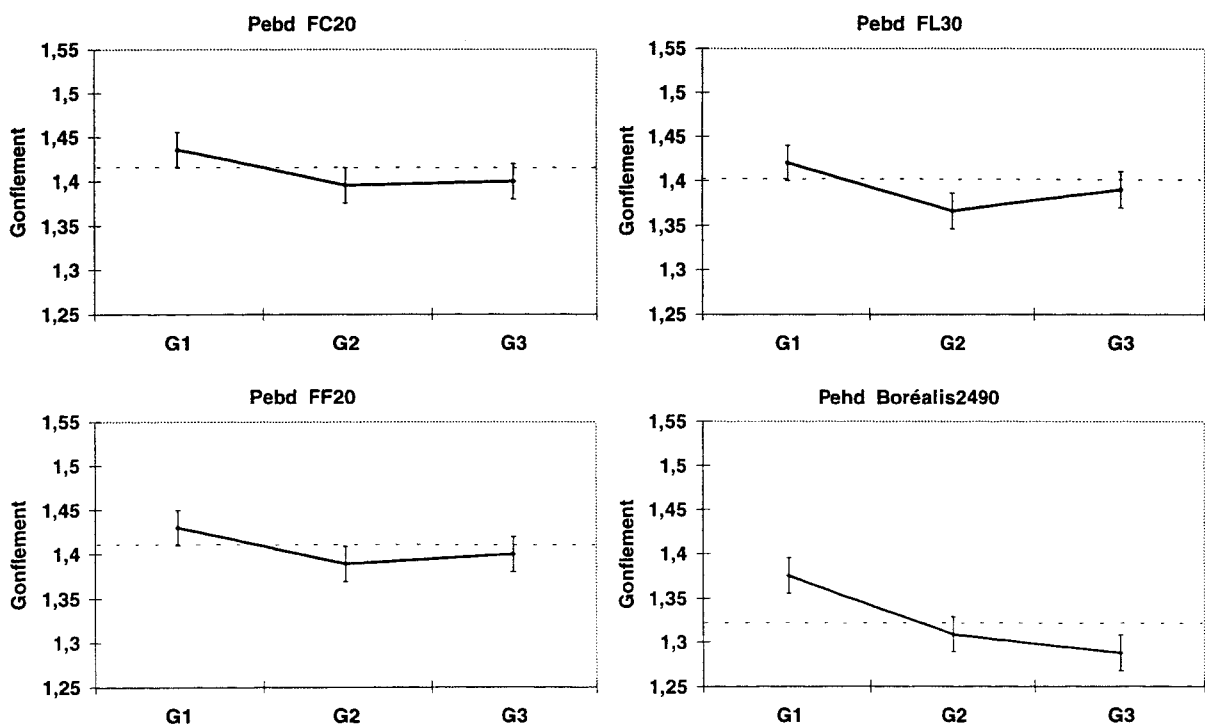 Pebd FC20
1,55
1,5
1,45
1,4
1,35
1,3
1,25
Gonflement
G1 G2 G3
Pebd FL30
1,55
1,5
1,45
1,4
1,35
1,3
1,25
Gonflement
G1 G2 G3
Pebd FF20
1,55
1,5
1,45
1,4
1,35
1,3
1,25
Gonflement
G1 G2 G3
Pehd Boréalis2490
1,55
1,5
1,45
1,4
1,35
1,3
1,25
Gonflement
G1 G2 G3